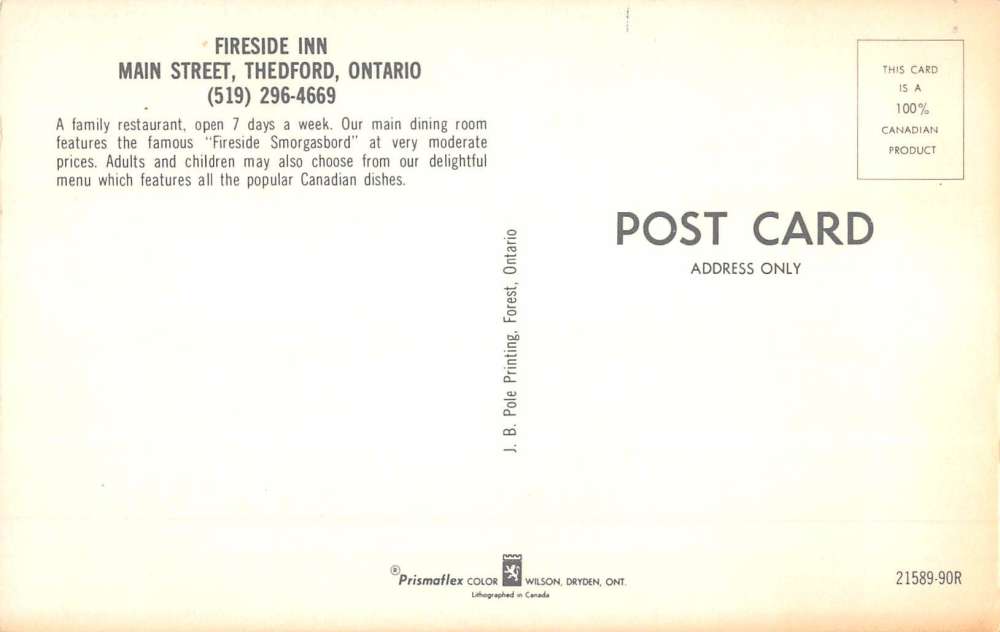 FIRESIDE INN
MAIN STREET, THEDFORD, ONTARIO
(519) 296-4669
A family restaurant, open 7 days a week. Our main dining room
features the famous "Fireside Smorgasbord" at very moderate
prices. Adults and children may also choose from our delightful
menu which features all the popular Canadian dishes.
THIS CARD
IS A
100%
CANADIAN
PRODUCT
POST CARD
ADDRESS ONLY
J. B. Pole Printing, Forest, Ontario
®Prismaflex COLOR WILSON, DRYDEN, ONT.
Lithographed in Canada
21589-90R